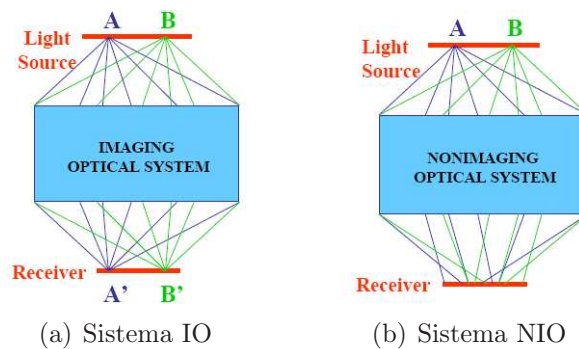 A B
Light
Source
IMAGING
OPTICAL SYSTEM
Receiver
A' B'
(a) Sistema IO
A B
Light
Source
NONIMAGING
OPTICAL SYSTEM
Receiver
(b) Sistema NIO